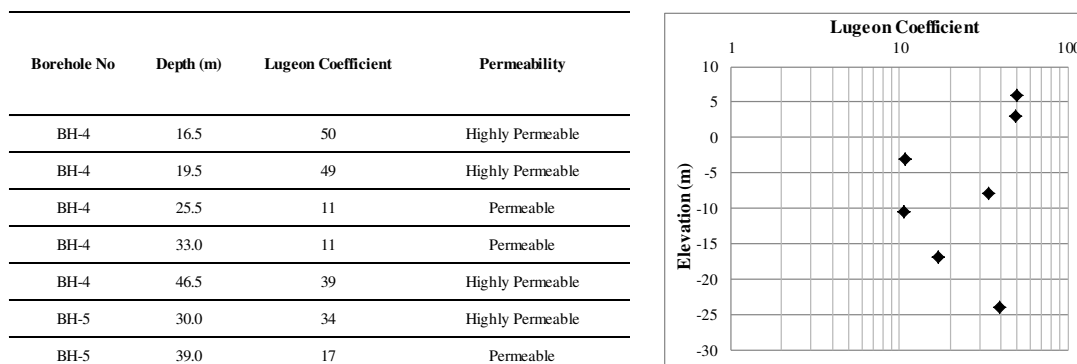 Borehole No Depth (m) Lugeon Coefficient Permeability
BH-4 16.5 50 Highly Permeable
BH-4 19.5 49 Highly Permeable
BH-4 25.5 11 Permeable
BH-4 33.0 11 Permeable
BH-4 46.5 39 Highly Permeable
BH-5 30.0 34 Highly Permeable
BH-5 39.0 17 Permeable
Lugeon Coefficient
1 10 100
10
5
0
-5
-10
-15
-20
-25
-30
Elevation (m)